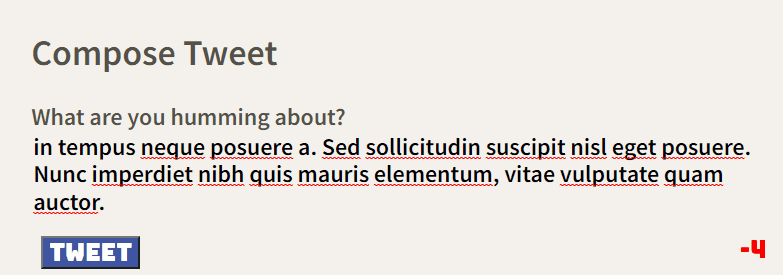 Compose Tweet
What are you humming about?
in tempus neque posuere a. Sed sollicitudin suscipit nisl eget posuere.
Nunc imperdiet nibh quis mauris elementum, vitae vulputate quam
auctor.
TWEET
-4